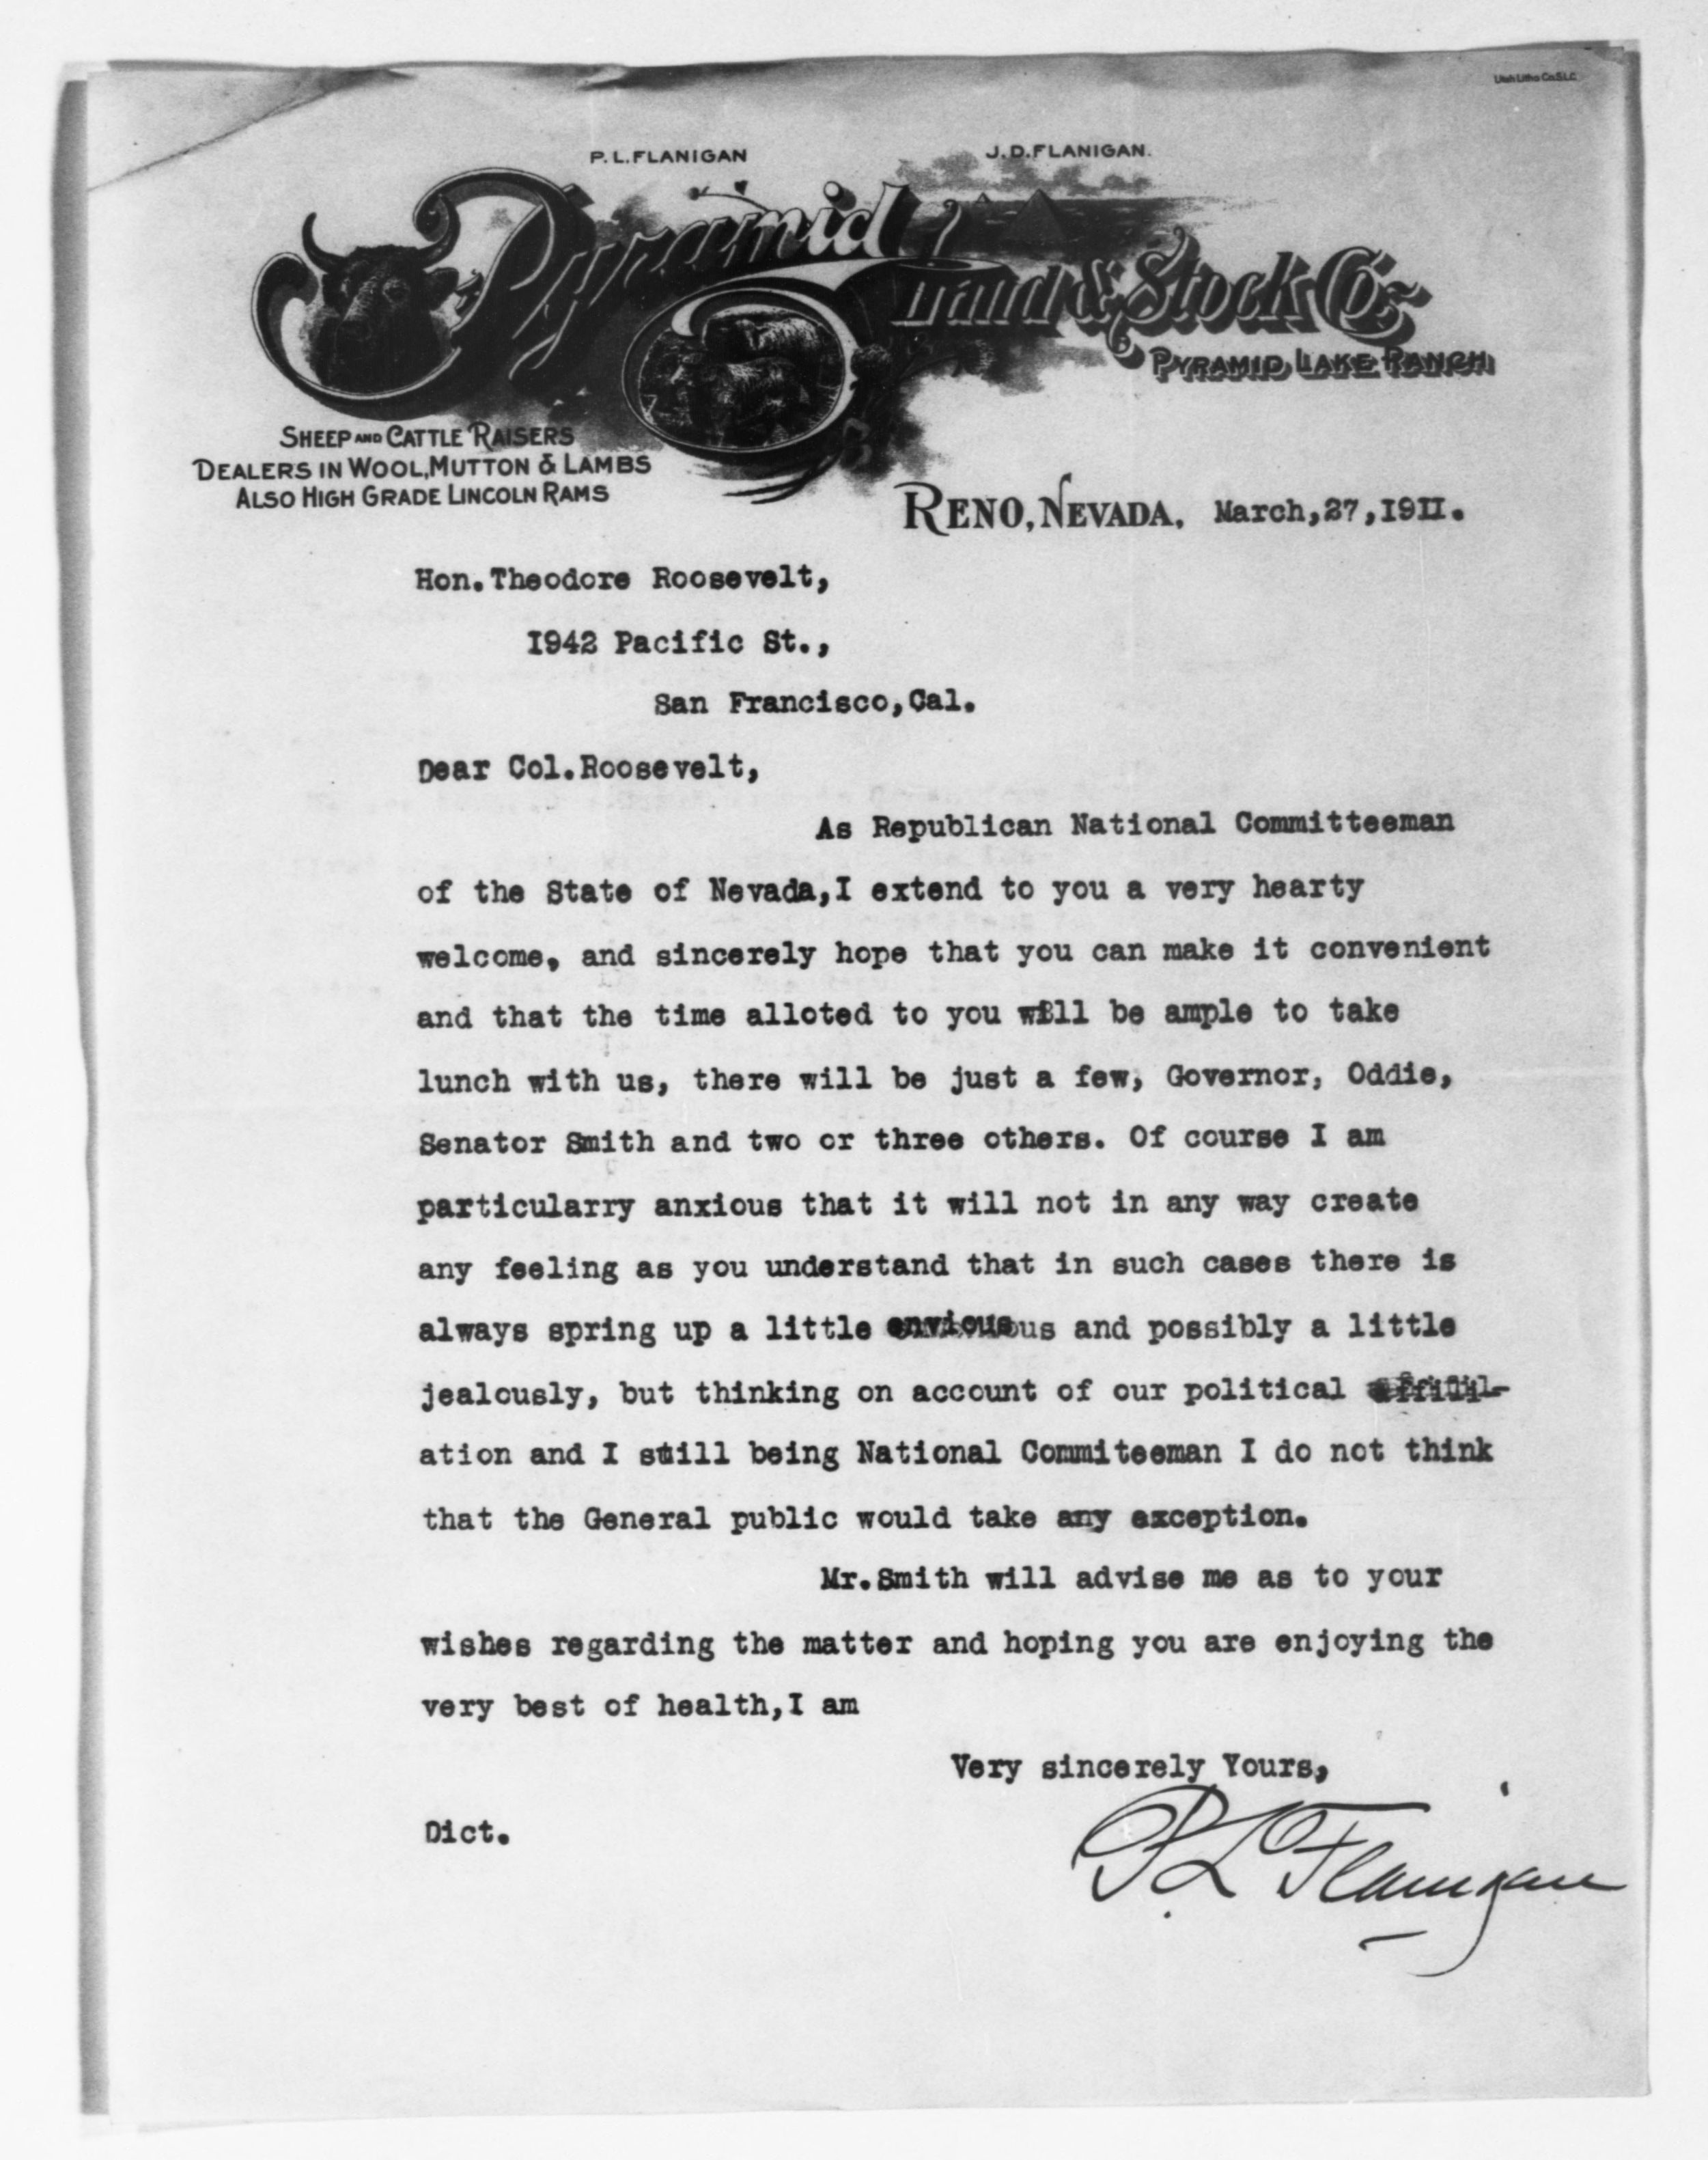 Utah Litho Co. S.L.C.
P. L. FLANIGAN
J. D. FLANIGAN.
Pyramid Land & Stock Co.
PYRAMID LAKE RANCH
SHEEP AND CATTLE RAISERS
DEALERS IN WOOL, MUTTON & LAMBS
ALSO HIGH GRADE LINCOLN RAMS
RENO, NEVADA. March,27,1911.
Hon.Theodore Roosevelt,
1942 Pacific St.,
San Francisco,Cal.
Dear Col.Roosevelt,
As Republican National Committeeman
of the State of Nevada,I extend to you a very hearty
welcome, and sincerely hope that you can make it convenient
and that the time alloted to you will be ample to take
lunch with us, there will be just a few, Governor, Oddie,
Senator Smith and two or three others. Of course I am
particularry anxious that it will not in any way create
any feeling as you understand that in such cases there is
always spring up a little envious and possibly a little
jealously, but thinking on account of our political affili-
ation and I still being National Commiteeman I do not think
that the General public would take any exception.
Mr.Smith will advise me as to your
wishes regarding the matter and hoping you are enjoying the
very best of health,I am
Very sincerely Yours,
Dict.
P. L. Flanigan